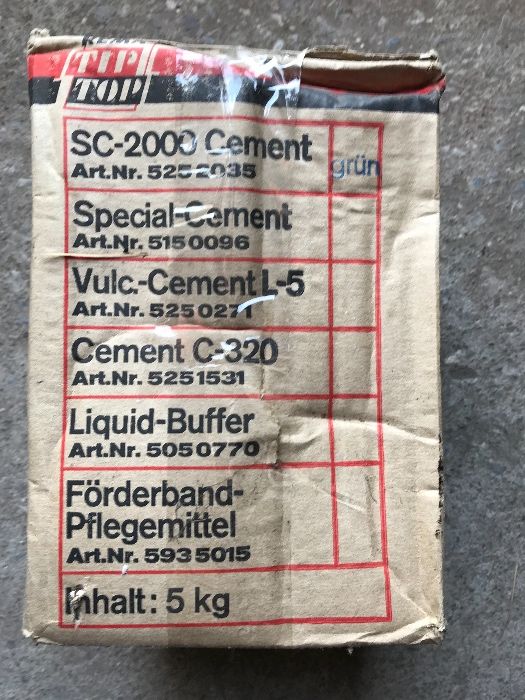 TIP
TOP
SC-2000 Cement
Art.Nr. 525 2035
grün
Special-Cement
Art.Nr. 515 0096
Vulc.-Cement L-5
Art.Nr. 525 0271
Cement C-320
Art.Nr. 525 1531
Liquid-Buffer
Art.Nr. 505 0770
Förderband-
Pflegemittel
Art.Nr. 593 5015
Inhalt: 5 kg